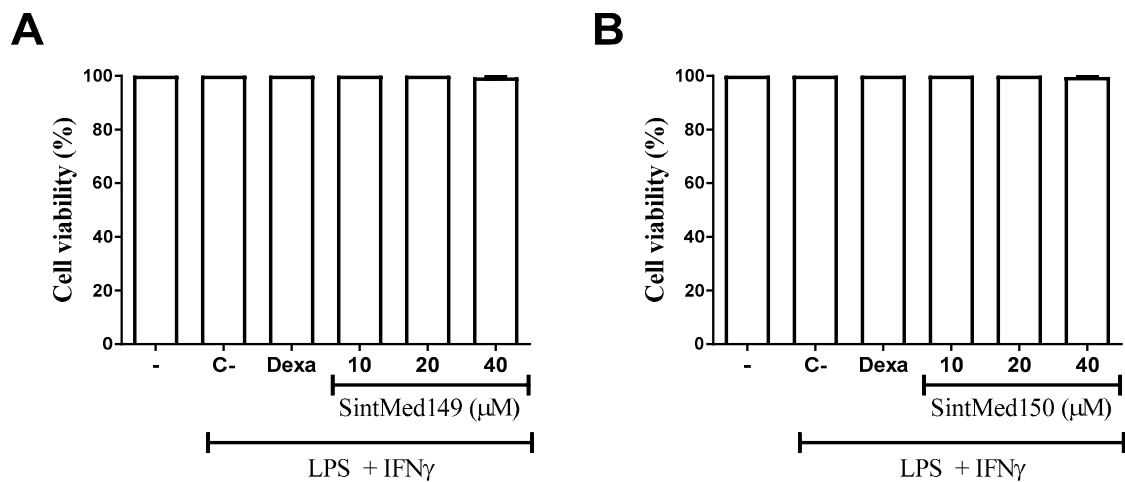 A
Cell viability (%)
100
80
60
40
20
0
- C- Dexa 10 20 40
SintMed149 (μM)
LPS + IFNγ
B
Cell viability (%)
100
80
60
40
20
0
- C- Dexa 10 20 40
SintMed150 (μM)
LPS + IFNγ